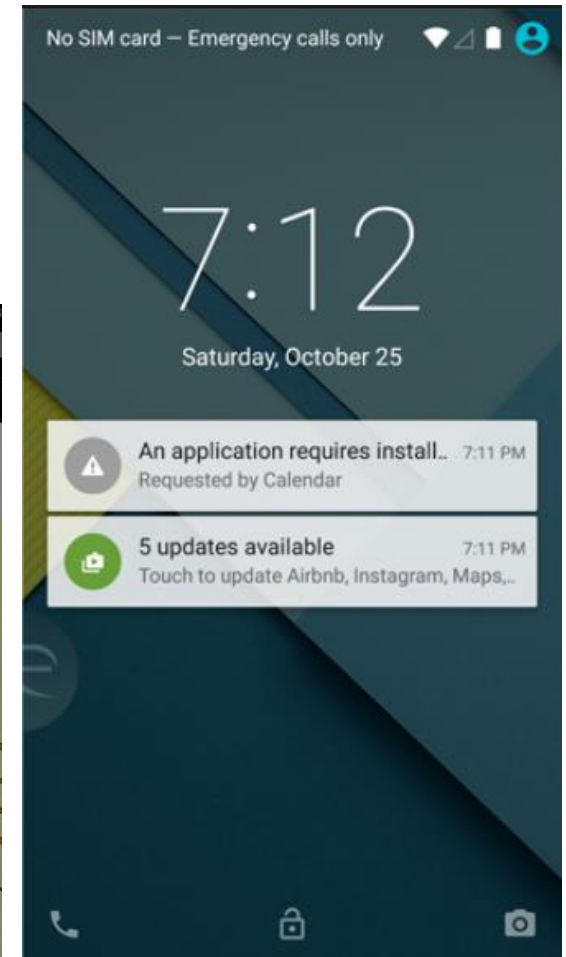 No SIM card — Emergency calls only
7:12
Saturday, October 25
An application requires install.. 7:11 PM
Requested by Calendar
5 updates available 7:11 PM
Touch to update Airbnb, Instagram, Maps,..